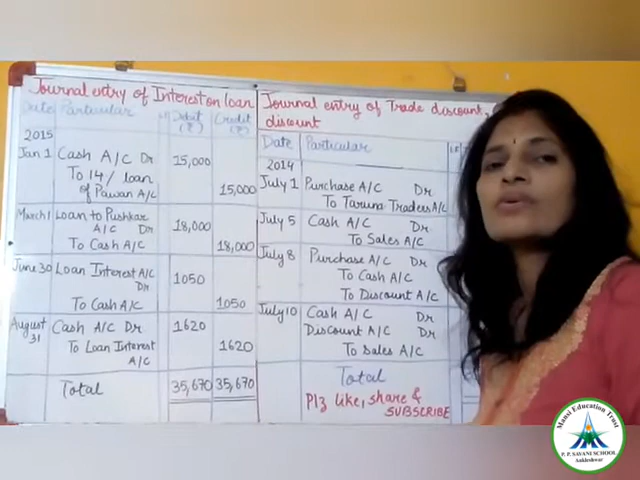 Journal entry of Interest on loan
Date Particular Debit (₹) Credit (₹)
2015
Jan 1 Cash A/C Dr 15,000
To 14% loan
of Pawan A/C 15,000
March 1 Loan to Pushkar
A/C Dr 18,000
To Cash A/C 18,000
June 30 Loan Interest A/C
Dr 1050
To Cash A/C 1050
August 31 Cash A/C Dr 1620
To Loan Interest 1620
A/C
Total 35,670 35,670
Journal entry of Trade discount,
discount
Date Particular
2014
July 1 Purchase A/C Dr
To Taruna Traders A/C
July 5 Cash A/C Dr
To Sales A/C
July 8 Purchase A/C Dr
To Cash A/C
To Discount A/C
July 10 Cash A/C Dr
Discount A/C Dr
To Sales A/C
Total
Plz like, share &
SUBSCRIBE
Mansi Education Trust
P. P. SAVANI SCHOOL
Ankleshwar